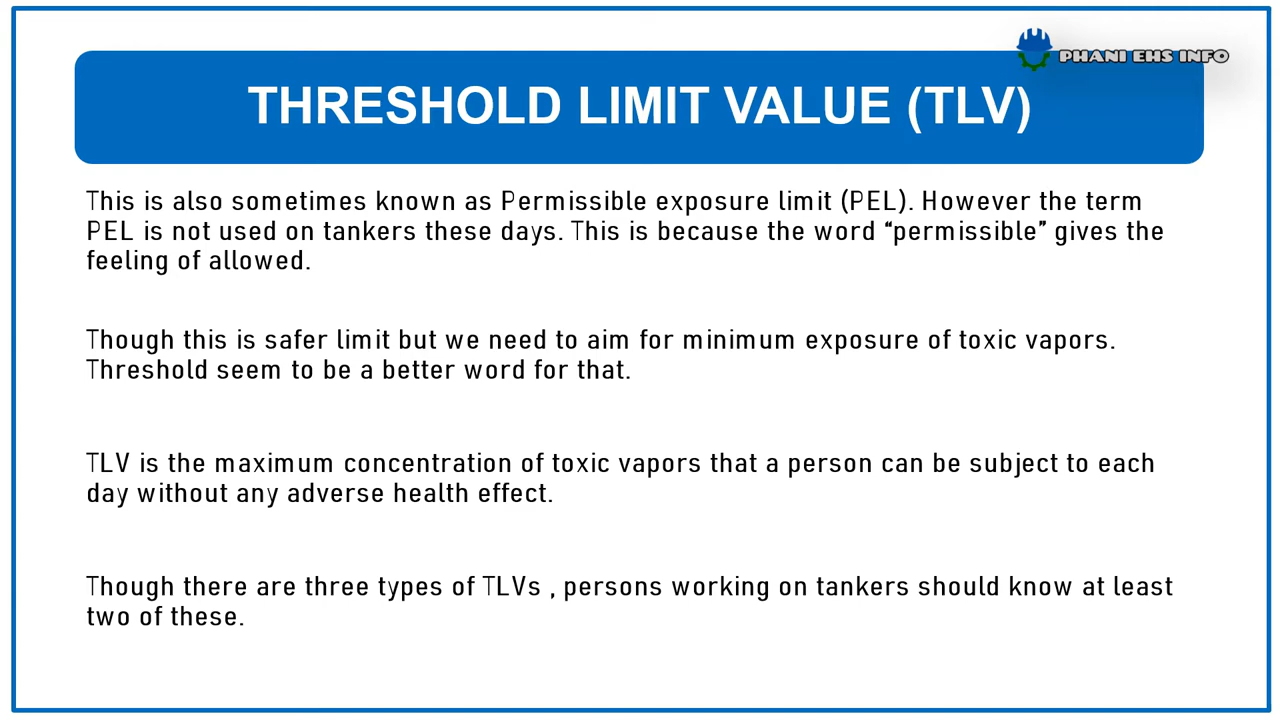 PHANI EHS INFO
THRESHOLD LIMIT VALUE (TLV)
This is also sometimes known as Permissible exposure limit (PEL). However the term
PEL is not used on tankers these days. This is because the word “permissible” gives the
feeling of allowed.
Though this is safer limit but we need to aim for minimum exposure of toxic vapors.
Threshold seem to be a better word for that.
TLV is the maximum concentration of toxic vapors that a person can be subject to each
day without any adverse health effect.
Though there are three types of TLVs , persons working on tankers should know at least
two of these.